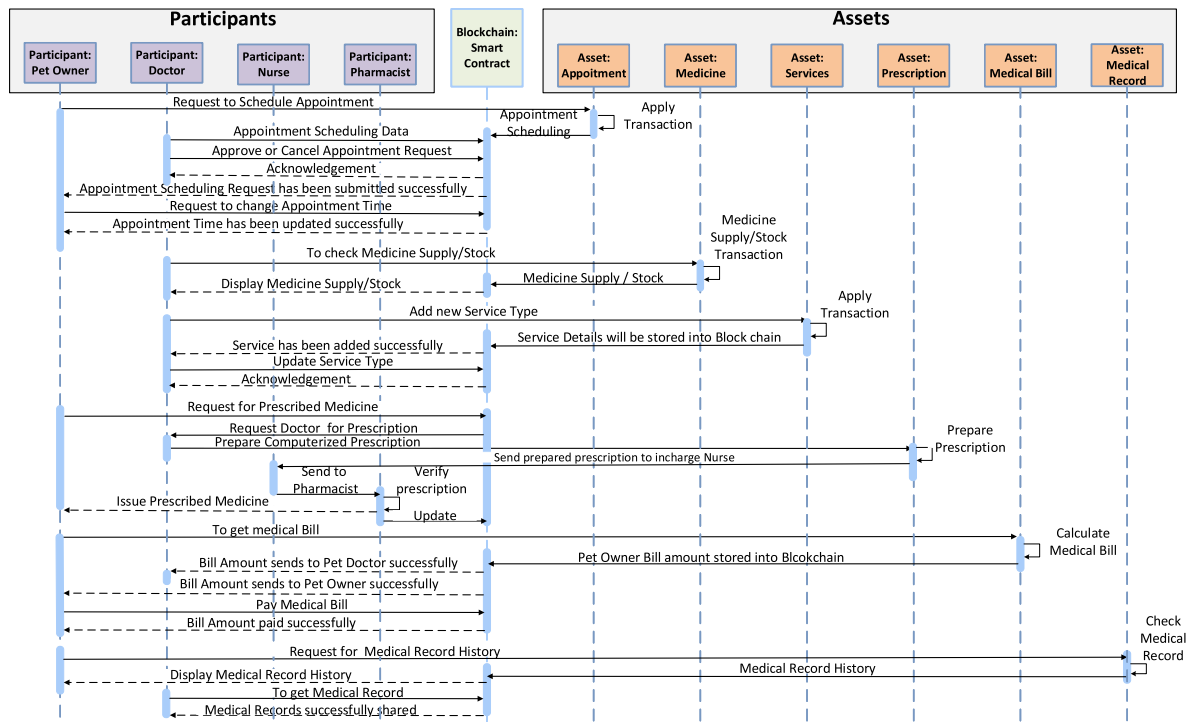 Participants
Assets
Participant:
Pet Owner
Participant:
Doctor
Participant:
Nurse
Participant:
Pharmacist
Blockchain:
Smart
Contract
Asset:
Appoitment
Asset:
Medicine
Asset:
Services
Asset:
Prescription
Asset:
Medical Bill
Asset:
Medical
Record
Request to Schedule Appointment
Apply
Transaction
Appointment
Scheduling
Appointment Scheduling Data
Approve or Cancel Appointment Request
Acknowledgement
Appointment Scheduling Request has been submitted successfully
Request to change Appointment Time
Appointment Time has been updated successfully
Medicine
Supply/Stock
Transaction
To check Medicine Supply/Stock
Medicine Supply / Stock
Display Medicine Supply/Stock
Apply
Transaction
Add new Service Type
Service Details will be stored into Block chain
Service has been added successfully
Update Service Type
Acknowledgement
Request for Prescribed Medicine
Request Doctor  for Prescription
Prepare Computerized Prescription
Prepare
Prescription
Send prepared prescription to incharge Nurse
Send to
Pharmacist
Verify
prescription
Issue Prescribed Medicine
Update
To get medical Bill
Calculate
Medical Bill
Pet Owner Bill amount stored into Blcokchain
Bill Amount sends to Pet Doctor successfully
Bill Amount sends to Pet Owner successfully
Pay Medical Bill
Bill Amount paid successfully
Check
Medical
Record
Request for  Medical Record History
Medical Record History
Display Medical Record History
To get Medical Record
Medical Records successfully shared